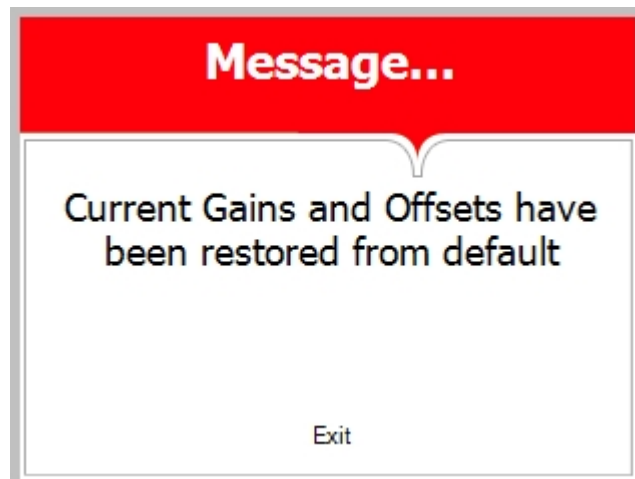 Message...
Current Gains and Offsets have
been restored from default
Exit